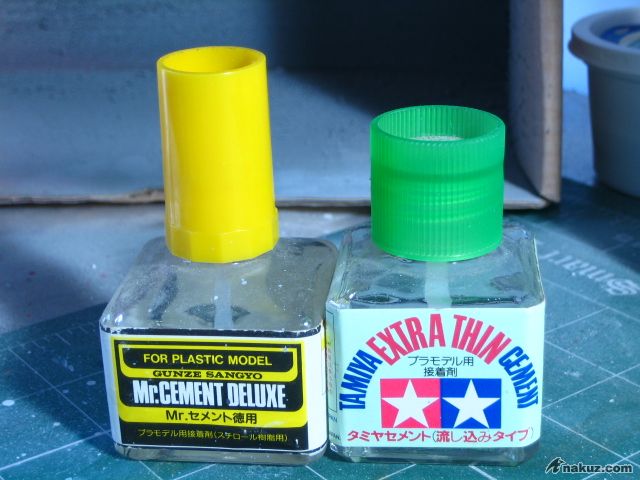 FOR PLASTIC MODEL
GUNZE SANGYO
Mr.CEMENT DELUXE
Mr.セメント徳用
プラモデル用接着剤(スチロール樹脂用)
TAMIYA EXTRA THIN CEMENT
プラモデル用
接着剤
タミヤセメント(流し込みタイプ)
nakuz.com